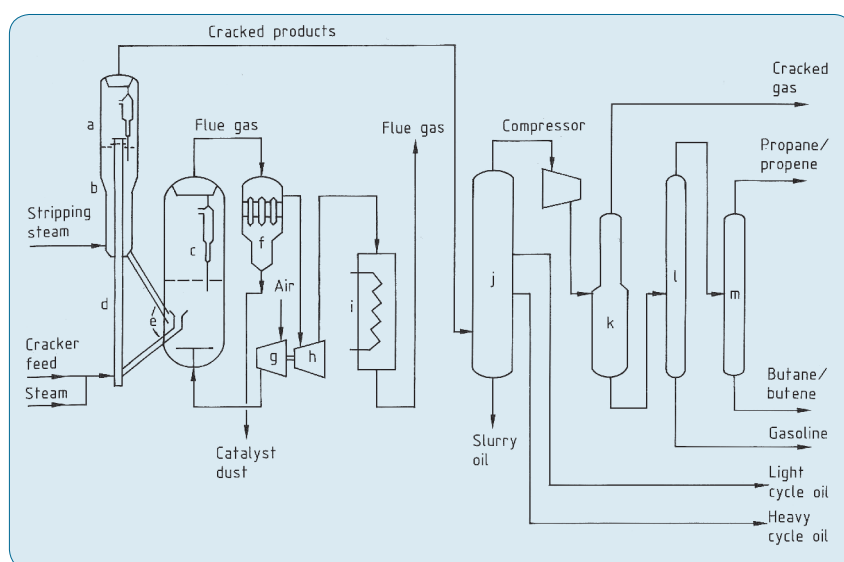 Cracked products
Cracked
gas
a
Flue gas
Flue gas
Compressor
Propane/
propene
b
Stripping
steam
c
f
d
e
Air
i
j
k
l
m
g
h
Cracker
feed
Steam
Catalyst
dust
Slurry
oil
Butane/
butene
Gasoline
Light
cycle oil
Heavy
cycle oil